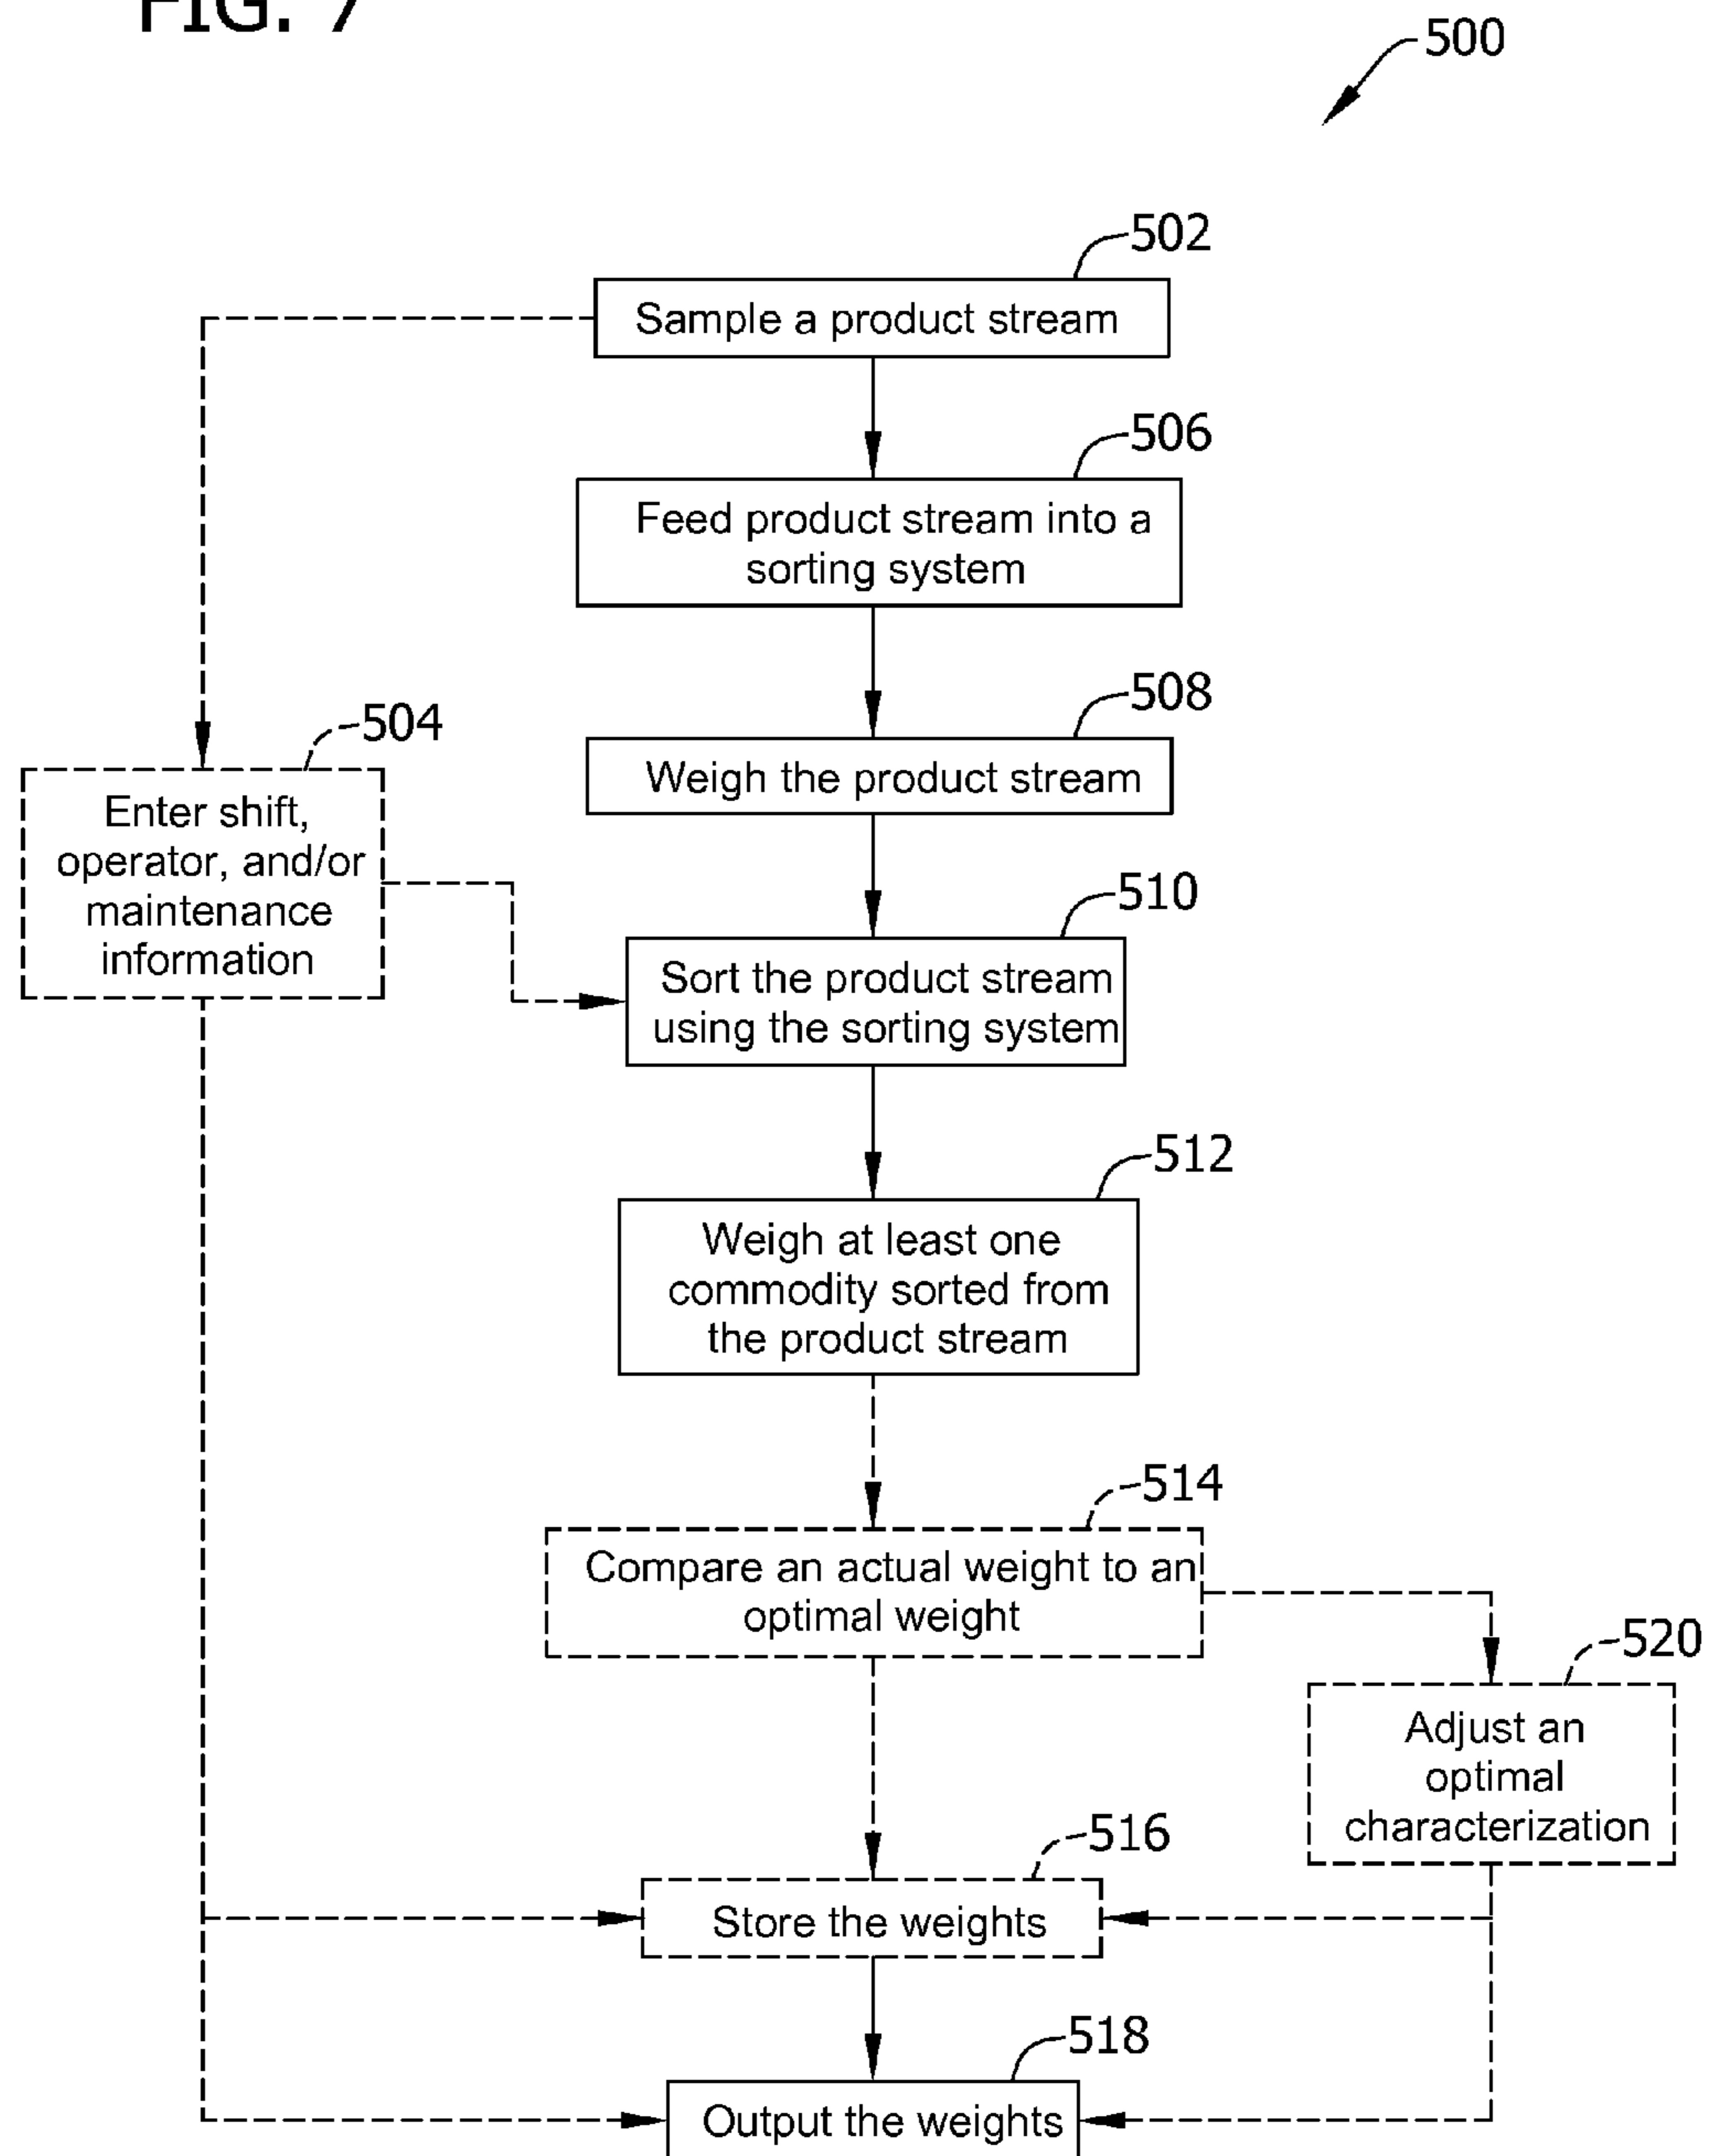 FIG. 7
500
502
Sample a product stream
506
Feed product stream into a
sorting system
508
Weigh the product stream
504
Enter shift,
operator, and/or
maintenance
information
510
Sort the product stream
using the sorting system
512
Weigh at least one
commodity sorted from
the product stream
514
Compare an actual weight to an
optimal weight
520
Adjust an
optimal
characterization
516
Store the weights
518
Output the weights